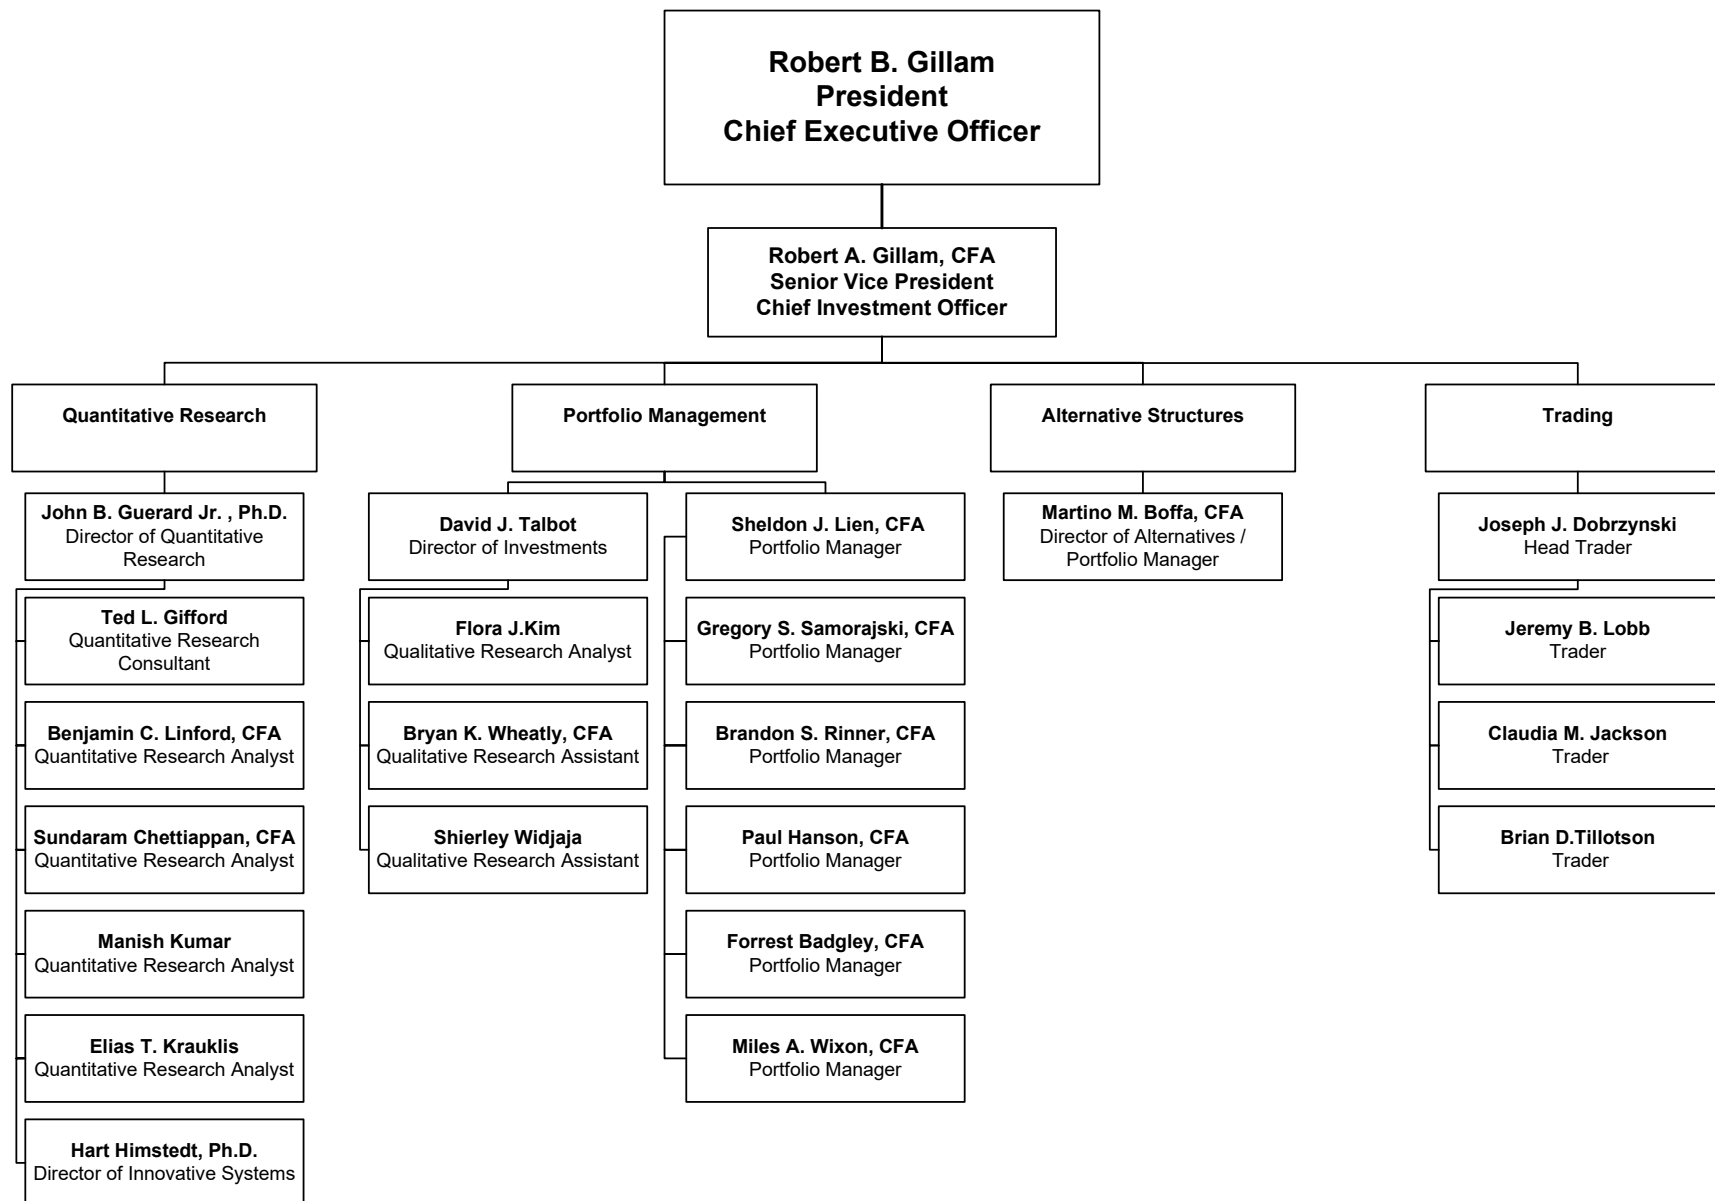 Robert B. Gillam
President
Chief Executive Officer
Robert A. Gillam, CFA
Senior Vice President
Chief Investment Officer
Quantitative Research
Portfolio Management
Alternative Structures
Trading
John B. Guerard Jr. , Ph.D.
Director of Quantitative
Research
Ted L. Gifford
Quantitative Research
Consultant
Benjamin C. Linford, CFA
Quantitative Research Analyst
Sundaram Chettiappan, CFA
Quantitative Research Analyst
Manish Kumar
Quantitative Research Analyst
Elias T. Krauklis
Quantitative Research Analyst
Hart Himstedt, Ph.D.
Director of Innovative Systems
David J. Talbot
Director of Investments
Flora J.Kim
Qualitative Research Analyst
Bryan K. Wheatly, CFA
Qualitative Research Assistant
Shierley Widjaja
Qualitative Research Assistant
Sheldon J. Lien, CFA
Portfolio Manager
Gregory S. Samorajski, CFA
Portfolio Manager
Brandon S. Rinner, CFA
Portfolio Manager
Paul Hanson, CFA
Portfolio Manager
Forrest Badgley, CFA
Portfolio Manager
Miles A. Wixon, CFA
Portfolio Manager
Martino M. Boffa, CFA
Director of Alternatives /
Portfolio Manager
Joseph J. Dobrzynski
Head Trader
Jeremy B. Lobb
Trader
Claudia M. Jackson
Trader
Brian D.Tillotson
Trader